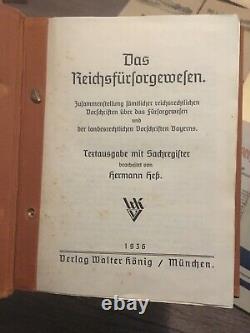 Das
Reichsfürsorgewesen.
Zusammenstellung sämtlicher reichsrechtlichen
Vorschriften über das Fürsorgewesen
und
der landesrechtlichen Vorschriften Bayerns.
Textausgabe mit Sachregister
bearbeitet von
Hermann Heß.
1936
Verlag Walter König / München.
© ebay